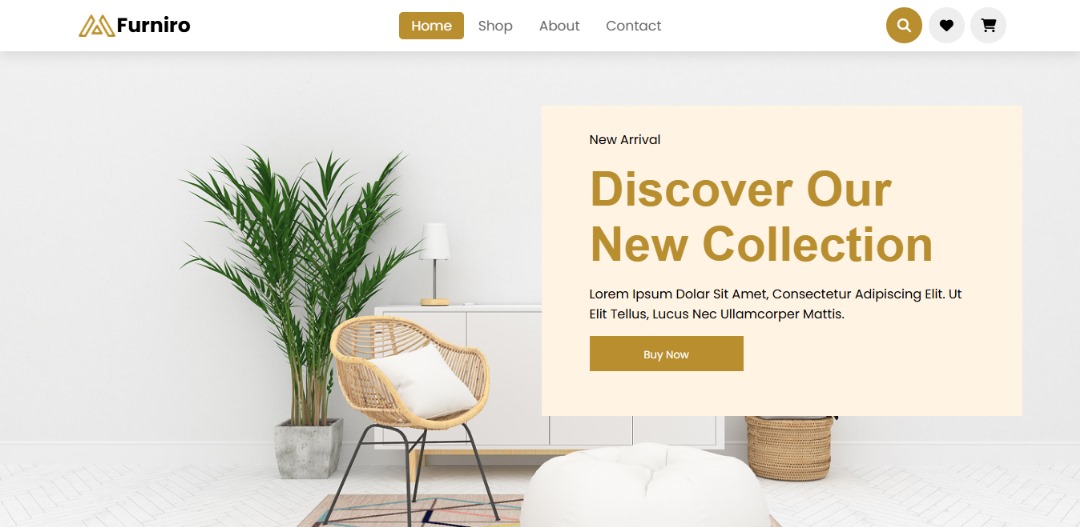 Furniro
Home
Shop
About
Contact
New Arrival
Discover Our
New Collection
Lorem Ipsum Dolor Sit Amet, Consectetur Adipiscing Elit. Ut
Elit Tellus, Lucus Nec Ullamcorper Mattis.
Buy Now